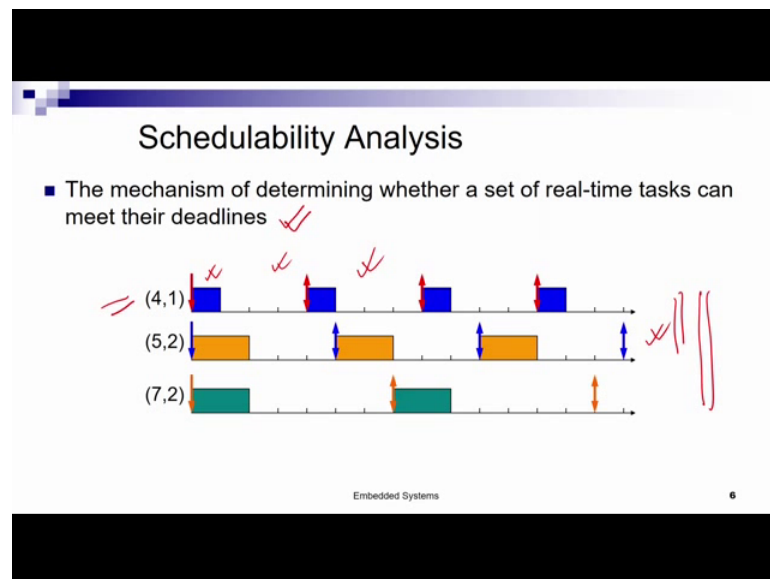 Schedulability Analysis
The mechanism of determining whether a set of real-time tasks can
meet their deadlines
(4,1)
(5,2)
(7,2)
Embedded Systems
6